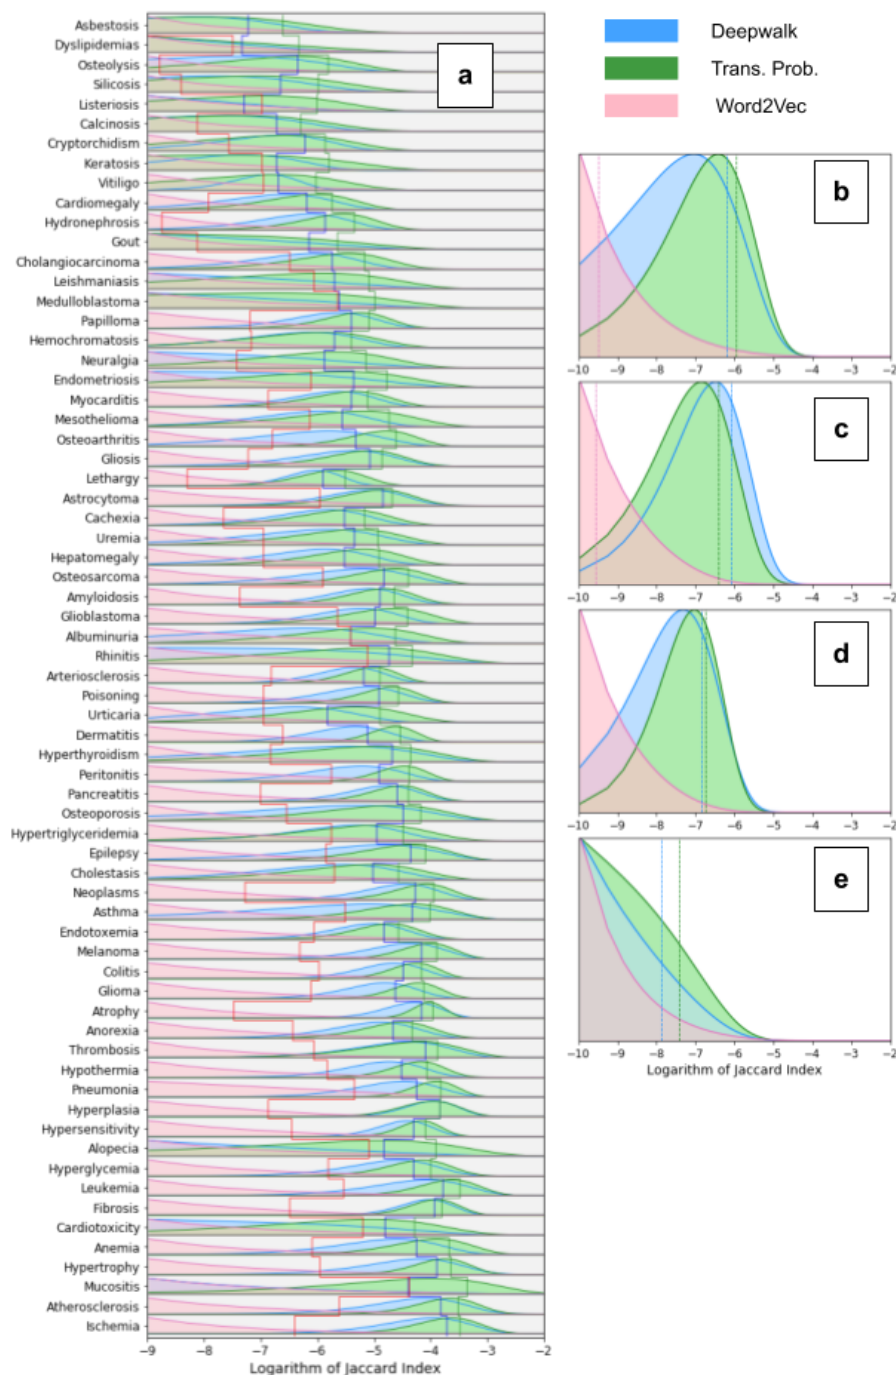 Asbestosis
Dyslipidemias
Osteolysis
Silicosis
Listeriosis
Calcinosis
Cryptorchidism
Keratosis
Vitiligo
Cardiomegaly
Hydronephrosis
Gout
Cholangiocarcinoma
Leishmaniasis
Medulloblastoma
Papilloma
Hemochromatosis
Neuralgia
Endometriosis
Myocarditis
Mesothelioma
Osteoarthritis
Gliosis
Lethargy
Astrocytoma
Cachexia
Uremia
Hepatomegaly
Osteosarcoma
Amyloidosis
Glioblastoma
Albuminuria
Rhinitis
Arteriosclerosis
Poisoning
Urticaria
Dermatitis
Hyperthyroidism
Peritonitis
Pancreatitis
Osteoporosis
Hypertriglyceridemia
Epilepsy
Cholestasis
Neoplasms
Asthma
Endotoxemia
Melanoma
Colitis
Glioma
Atrophy
Anorexia
Thrombosis
Hypothermia
Pneumonia
Hyperplasia
Hypersensitivity
Alopecia
Hyperglycemia
Leukemia
Fibrosis
Cardiotoxicity
Anemia
Hypertrophy
Mucositis
Atherosclerosis
Ischemia
−9 −8 −7 −6 −5 −4 −3 −2
Logarithm of Jaccard Index
a
Deepwalk
Trans. Prob.
Word2Vec
b
−10 −9 −8 −7 −6 −5 −4 −3 −2
c
−10 −9 −8 −7 −6 −5 −4 −3 −2
d
−10 −9 −8 −7 −6 −5 −4 −3 −2
e
−10 −9 −8 −7 −6 −5 −4 −3 −2
Logarithm of Jaccard Index